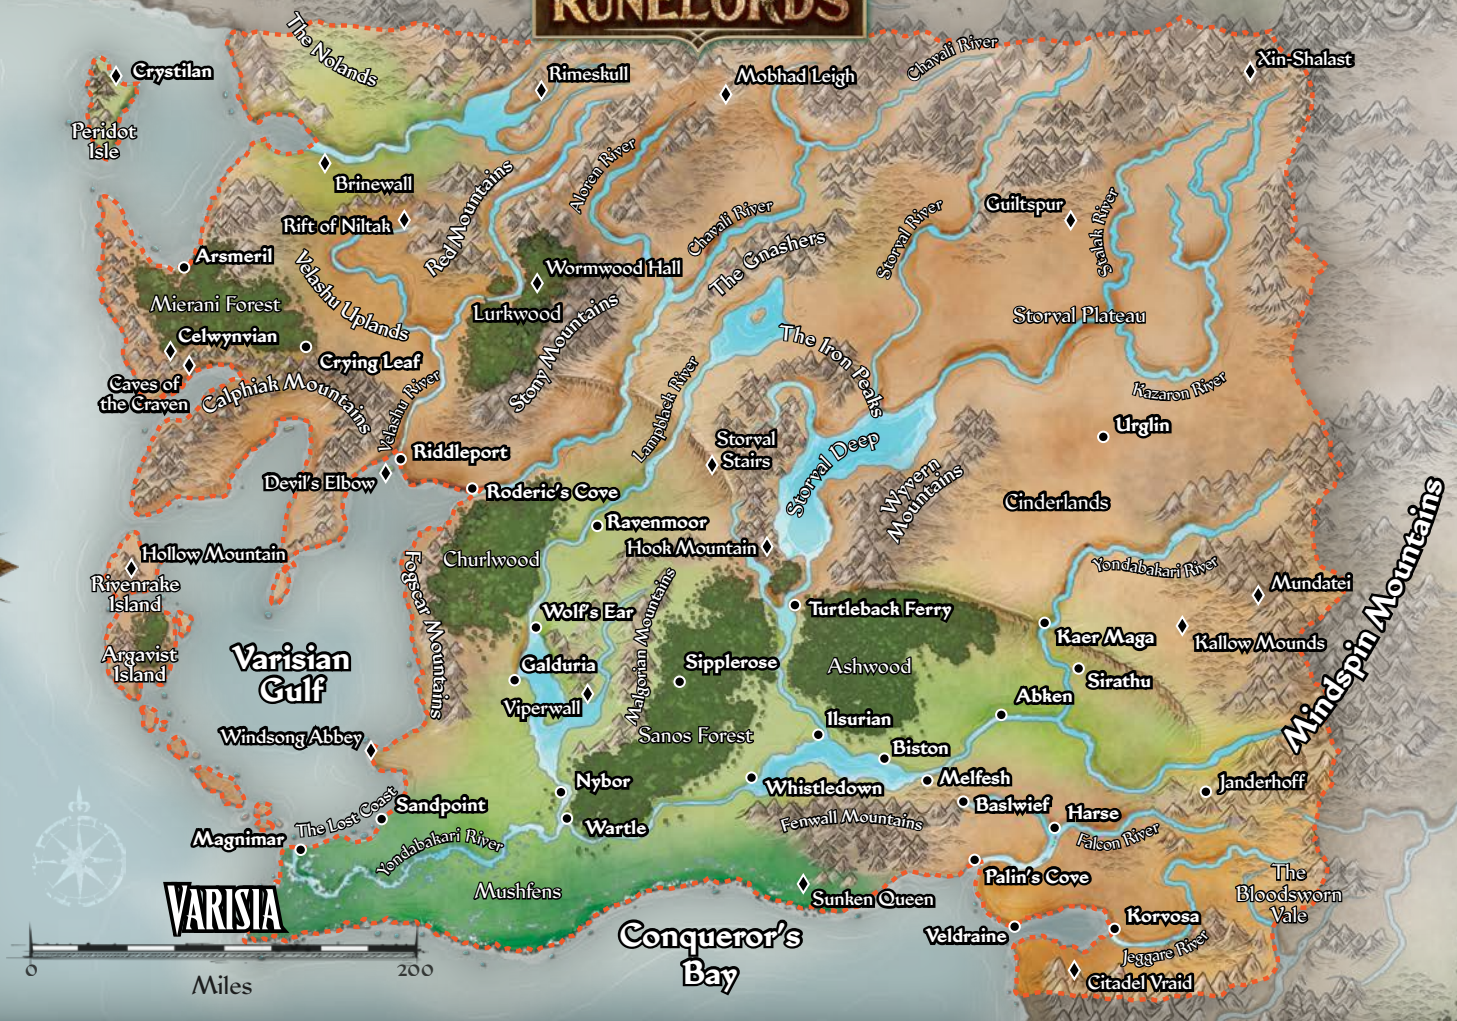 RUNELORDS
The Nolands
Crystilan
Peridot
Isle
Rimeskull
Mobhad Leigh
Chavali River
Xin-Shalast
Brinewall
Rift of Niltak
Red Mountains
Aloren River
Chavali River
The Gnashers
Storval River
Guiltspur
Stalak River
Arsmeril
Mierani Forest
Velashu Uplands
Wormwood Hall
Lurkwood
Stony Mountains
Storval Plateau
Celwynvian
Crying Leaf
Caves of
the Craven
Calphiak Mountains
Velashu River
The Iron Peaks
Lampblack River
Kazaron River
Urglin
Riddleport
Devil's Elbow
Roderic's Cove
Storval
Stairs
Storval Deep
Wyvern
Mountains
Cinderlands
Ravenmoor
Hook Mountain
Churlwood
Hollow Mountain
Rivenrake
Island
Fogscar Mountains
Yondabakari River
Mundatei
Mindspin Mountains
Wolf's Ear
Malgorian Mountains
Turtleback Ferry
Kaer Maga
Kallow Mounds
Argavist
Island
Varisian
Gulf
Galduria
Viperwall
Sipplerose
Ashwood
Sirathu
Abken
Sanos Forest
Ilsurian
Windsong Abbey
Biston
Nybor
Whistledown
Melfesh
Janderhoff
Baslwief
Harse
Sandpoint
The Lost Coast
Wartle
Fenwall Mountains
Falcon River
Magnimar
Yondabakari River
Palin's Cove
The
Bloodsworn
Vale
Mushfens
Sunken Queen
VARISIA
Conqueror's
Bay
Veldraine
Korvosa
Jeggare River
Citadel Vraid
0
200
Miles